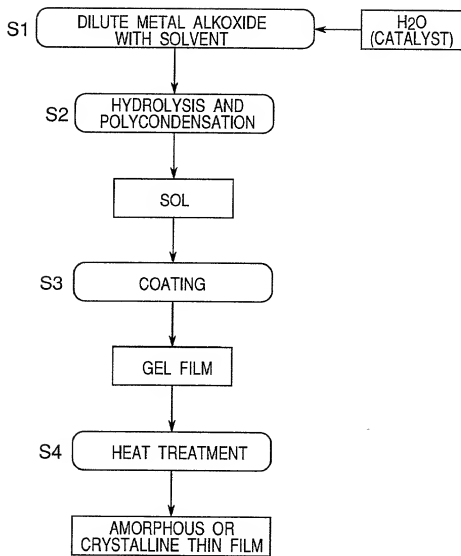 S1
DILUTE METAL ALKOXIDE
WITH SOLVENT
H2O
(CATALYST)
S2
HYDROLYSIS AND
POLYCONDENSATION
SOL
S3
COATING
GEL FILM
S4
HEAT TREATMENT
AMORPHOUS OR
CRYSTALLINE THIN FILM